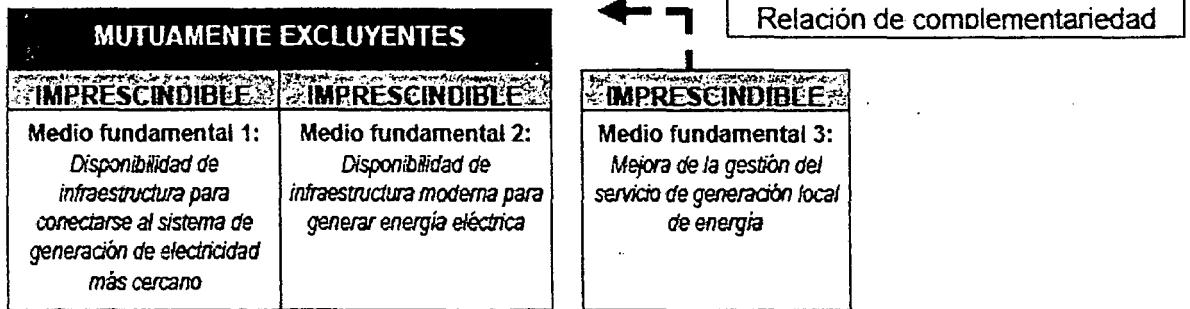 Relación de complementariedad
MUTUAMENTE EXCLUYENTES
IMPRESCINDIBLE
Medio fundamental 1:
Disponibilidad de
infraestructura para
conectarse al sistema de
generación de electricidad
más cercano
IMPRESCINDIBLE
Medio fundamental 2:
Disponibilidad de
infraestructura moderna para
generar energía eléctrica
IMPRESCINDIBLE
Medio fundamental 3:
Mejora de la gestión del
servicio de generación local
de energía